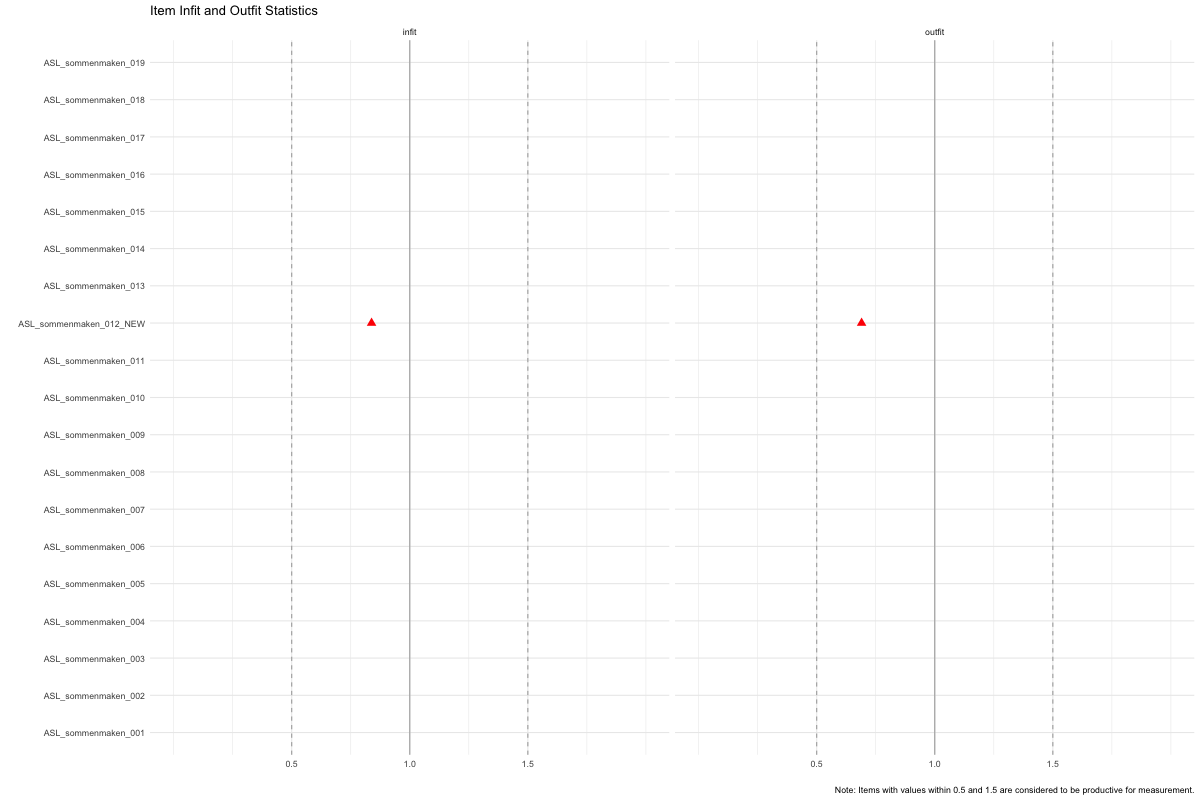 Item Infit and Outfit Statistics
infit outfit
ASL_sommenmaken_019
ASL_sommenmaken_018
ASL_sommenmaken_017
ASL_sommenmaken_016
ASL_sommenmaken_015
ASL_sommenmaken_014
ASL_sommenmaken_013
ASL_sommenmaken_012_NEW
ASL_sommenmaken_011
ASL_sommenmaken_010
ASL_sommenmaken_009
ASL_sommenmaken_008
ASL_sommenmaken_007
ASL_sommenmaken_006
ASL_sommenmaken_005
ASL_sommenmaken_004
ASL_sommenmaken_003
ASL_sommenmaken_002
ASL_sommenmaken_001
0.5 1.0 1.5 0.5 1.0 1.5
Note: Items with values within 0.5 and 1.5 are considered to be productive for measurement.